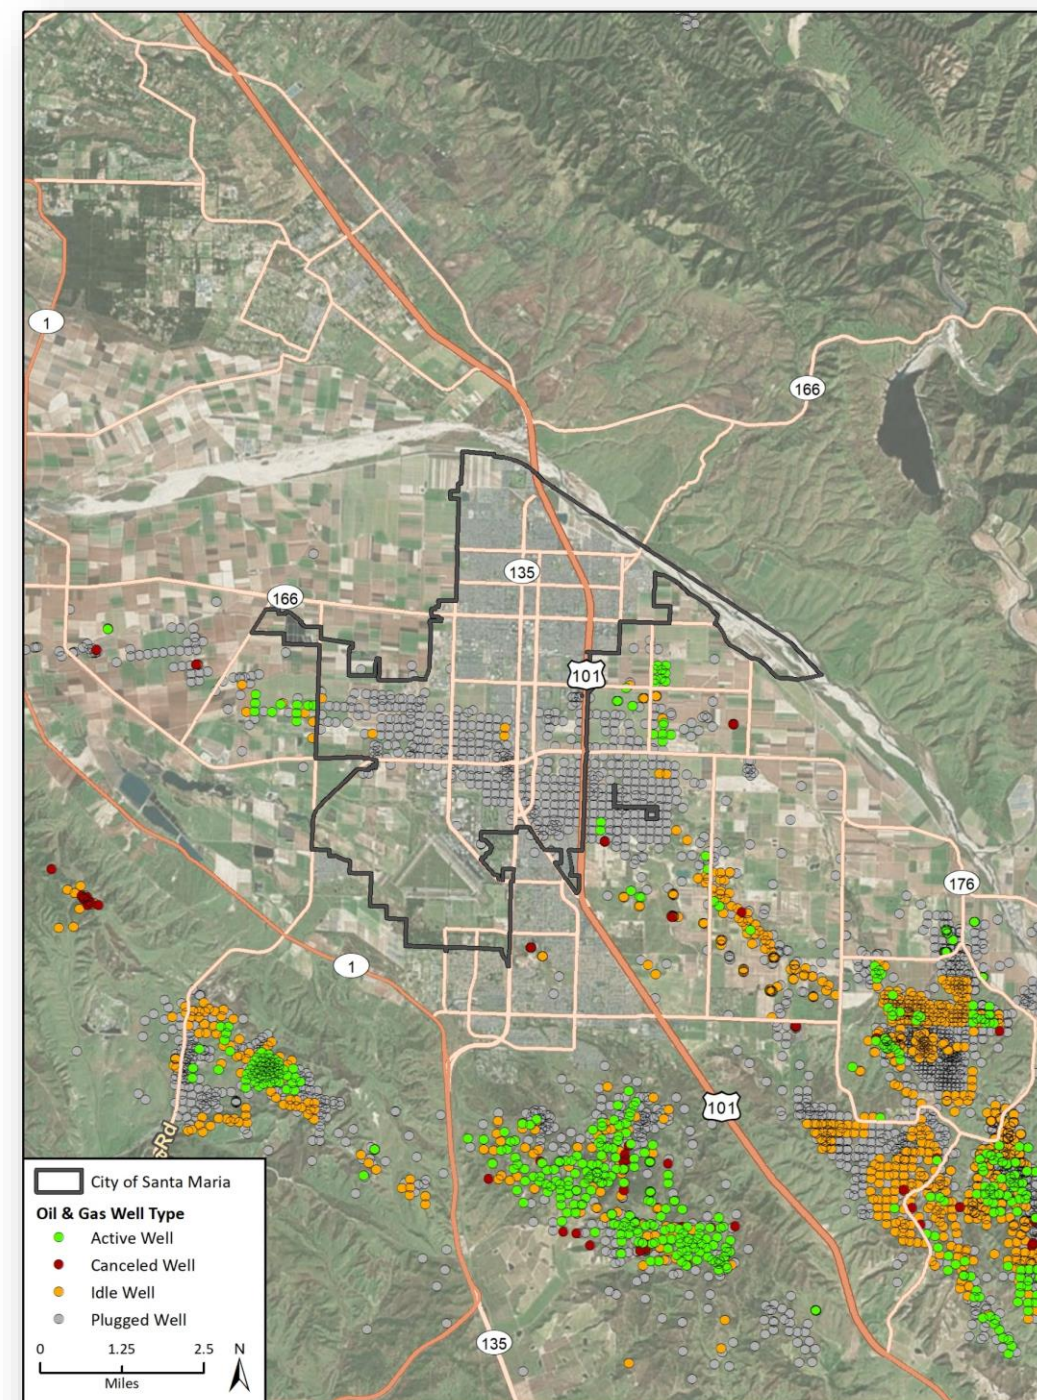 1
166
166
135
101
176
1
101
sRd
City of Santa Maria
Oil & Gas Well Type
Active Well
Canceled Well
Idle Well
Plugged Well
0 1.25 2.5 N
Miles
135